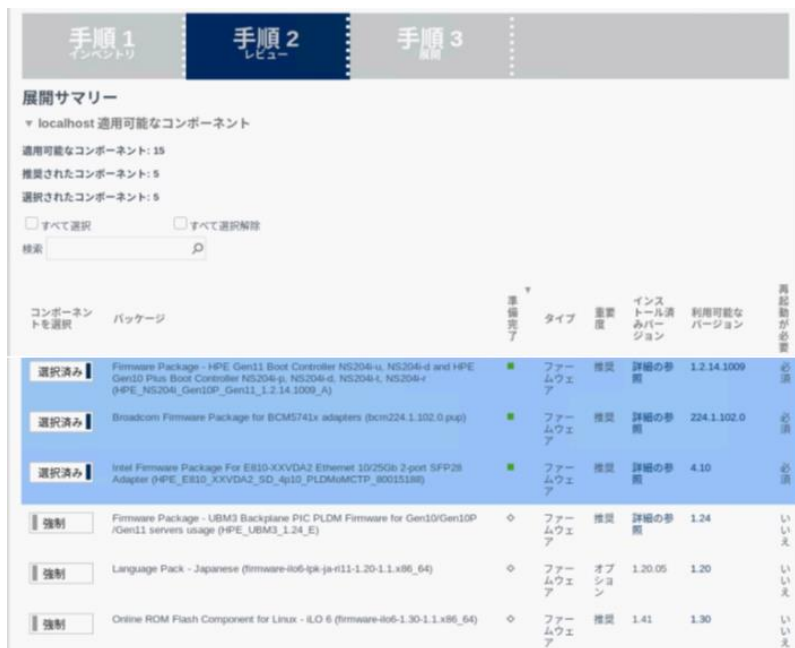 手順 1
インベントリ
手順 2
レビュー
手順 3
展開
展開サマリー
▼ localhost 適用可能なコンポーネント
適用可能なコンポーネント: 15
推奨されたコンポーネント: 5
選択されたコンポーネント: 5
すべて選択
すべて選択解除
検索
コンポーネン
トを選択
パッケージ
準備完了
タイプ
重要
度
インス
トール済
みバー
ジョン
利用可能な
バージョン
再起動が必要
選択済み
Firmware Package - HPE Gen11 Boot Controller NS204i-u, NS204i-d and HPE
Gen10 Plus Boot Controller NS204i-p, NS204i-d, NS204i-t, NS204i-r
(HPE_NS204i_Gen10P_Gen11_1.2.14.1009_A)
ファー
ムウェ
ア
推奨
詳細の参
照
1.2.14.1009
必須
選択済み
Broadcom Firmware Package for BCM5741x adapters (bcm224.1.102.0.pup)
ファー
ムウェ
ア
推奨
詳細の参
照
224.1.102.0
必須
選択済み
Intel Firmware Package For E810-XXVDA2 Ethernet 10/25Gb 2-port SFP28
Adapter (HPE_E810_XXVDA2_SD_4p10_PLDMoMCTP_80015188)
ファー
ムウェ
ア
推奨
詳細の参
照
4.10
必須
強制
Firmware Package - UBM3 Backplane PIC PLDM Firmware for Gen10/Gen10P
/Gen11 servers usage (HPE_UBM3_1.24_E)
ファー
ムウェ
ア
推奨
詳細の参
照
1.24
いいえ
強制
Language Pack - Japanese (firmware-ilo6-lpk-ja-ri11-1.20-1.1.x86_64)
ファー
ムウェ
ア
オプ
ショ
ン
1.20.05
1.20
いいえ
強制
Online ROM Flash Component for Linux - iLO 6 (firmware-ilo6-1.30-1.1.x86_64)
ファー
ムウェ
ア
推奨
1.41
1.30
いいえ